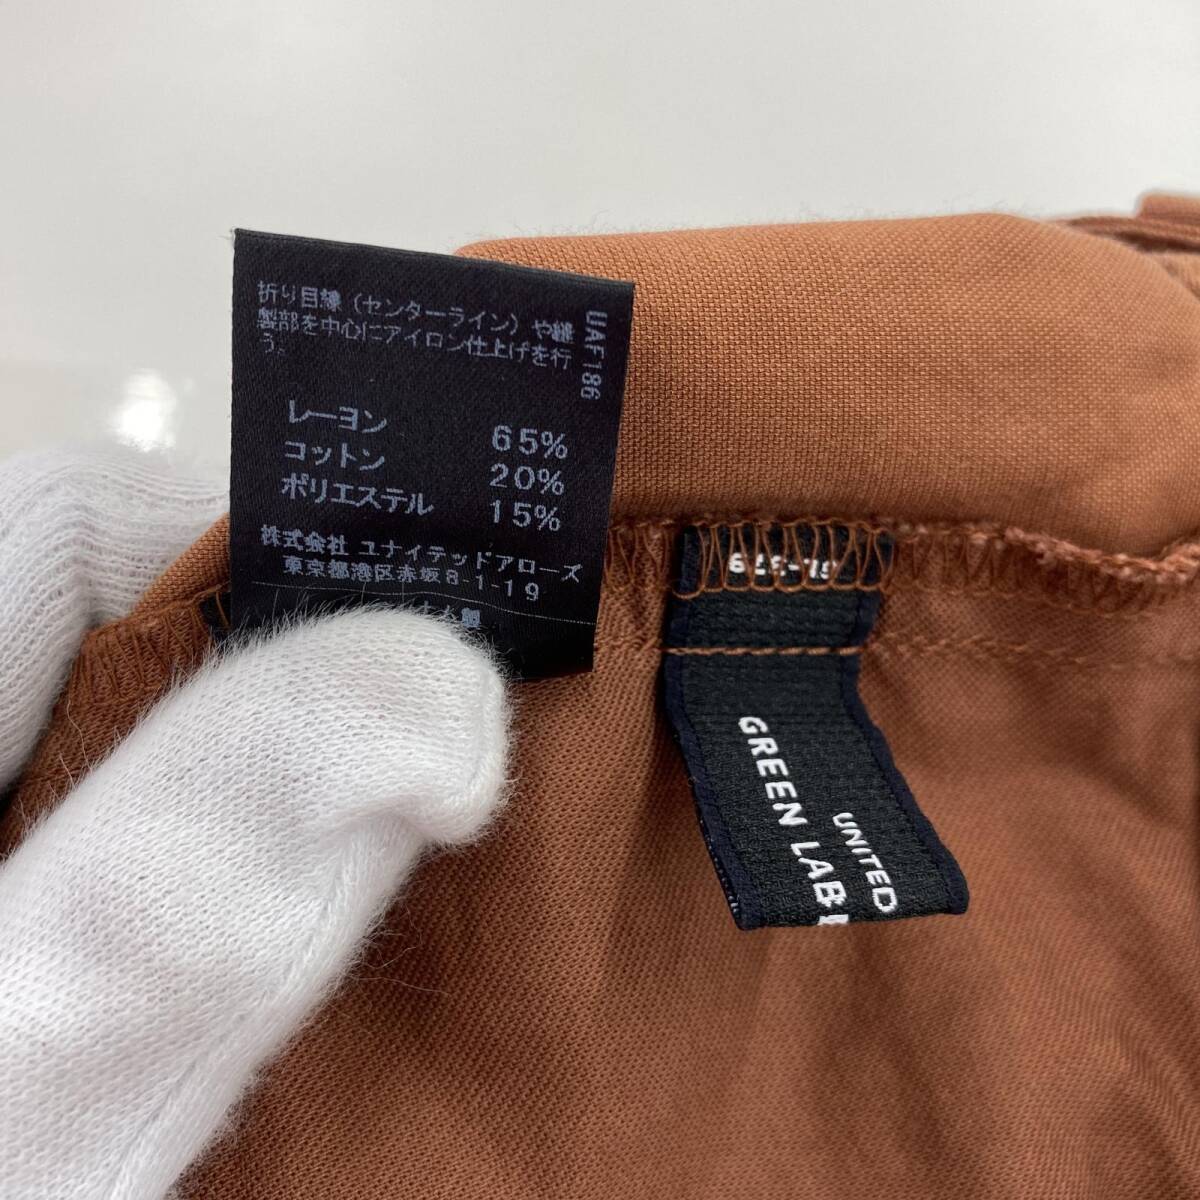 折り目線（センターライン）や縫
製部を中心にアイロン仕上げを行
う。
UAF186
レーヨン 65%
コットン 20%
ポリエステル 15%
株式会社 ユナイテッドアローズ
東京都港区赤坂8-1-19
UNITED
GREEN LAB